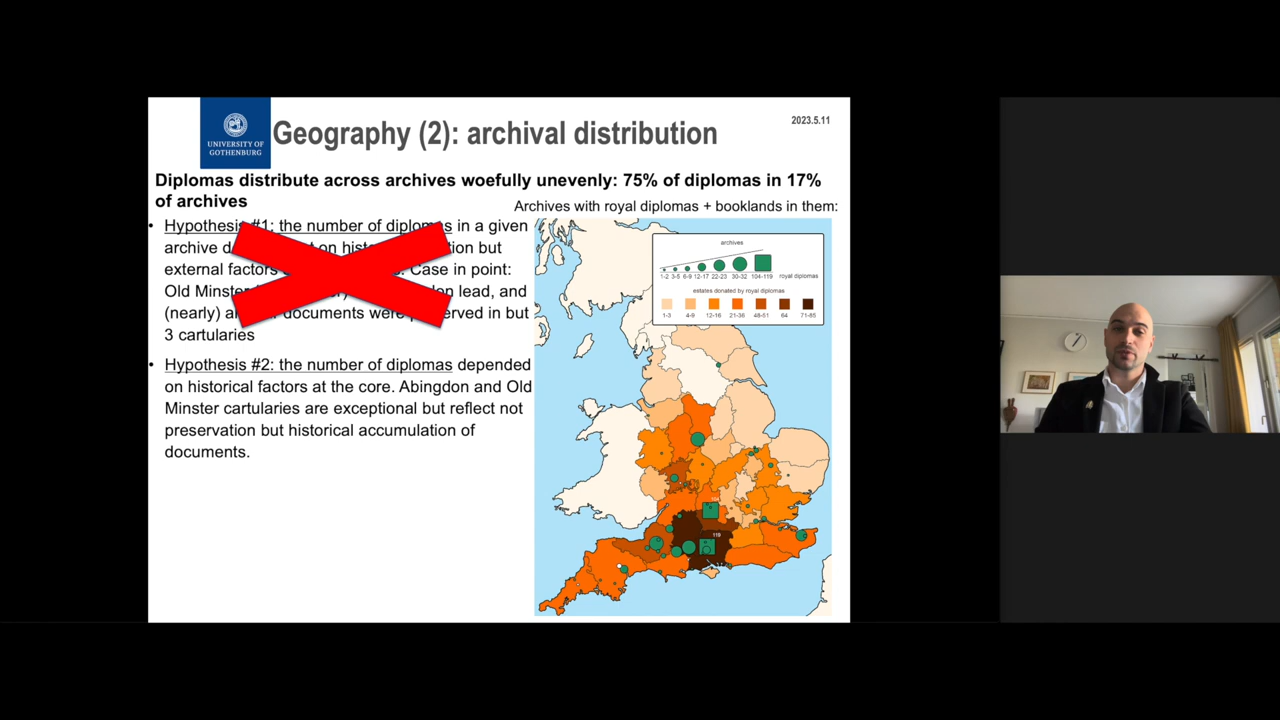 UNIVERSITY OF
GOTHENBURG
Geography (2): archival distribution
2023.5.11
Diplomas distribute across archives woefully unevenly: 75% of diplomas in 17%
of archives
Archives with royal diplomas + booklands in them:
• Hypothesis #1: the number of diplomas in a given
archive on but
external factors Case in point:
Old Minster lead, and
(nearly) documents were in but
3 cartularies
• Hypothesis #2: the number of diplomas depended
on historical factors at the core. Abingdon and Old
Minster cartularies are exceptional but reflect not
preservation but historical accumulation of
documents.
archives
1-2 3-5 6-9 12-17 22-23 30-32 104-119 royal diplomas
estates donated by royal diplomas
1-3 4-9 12-16 21-36 48-51 64 71-85
119